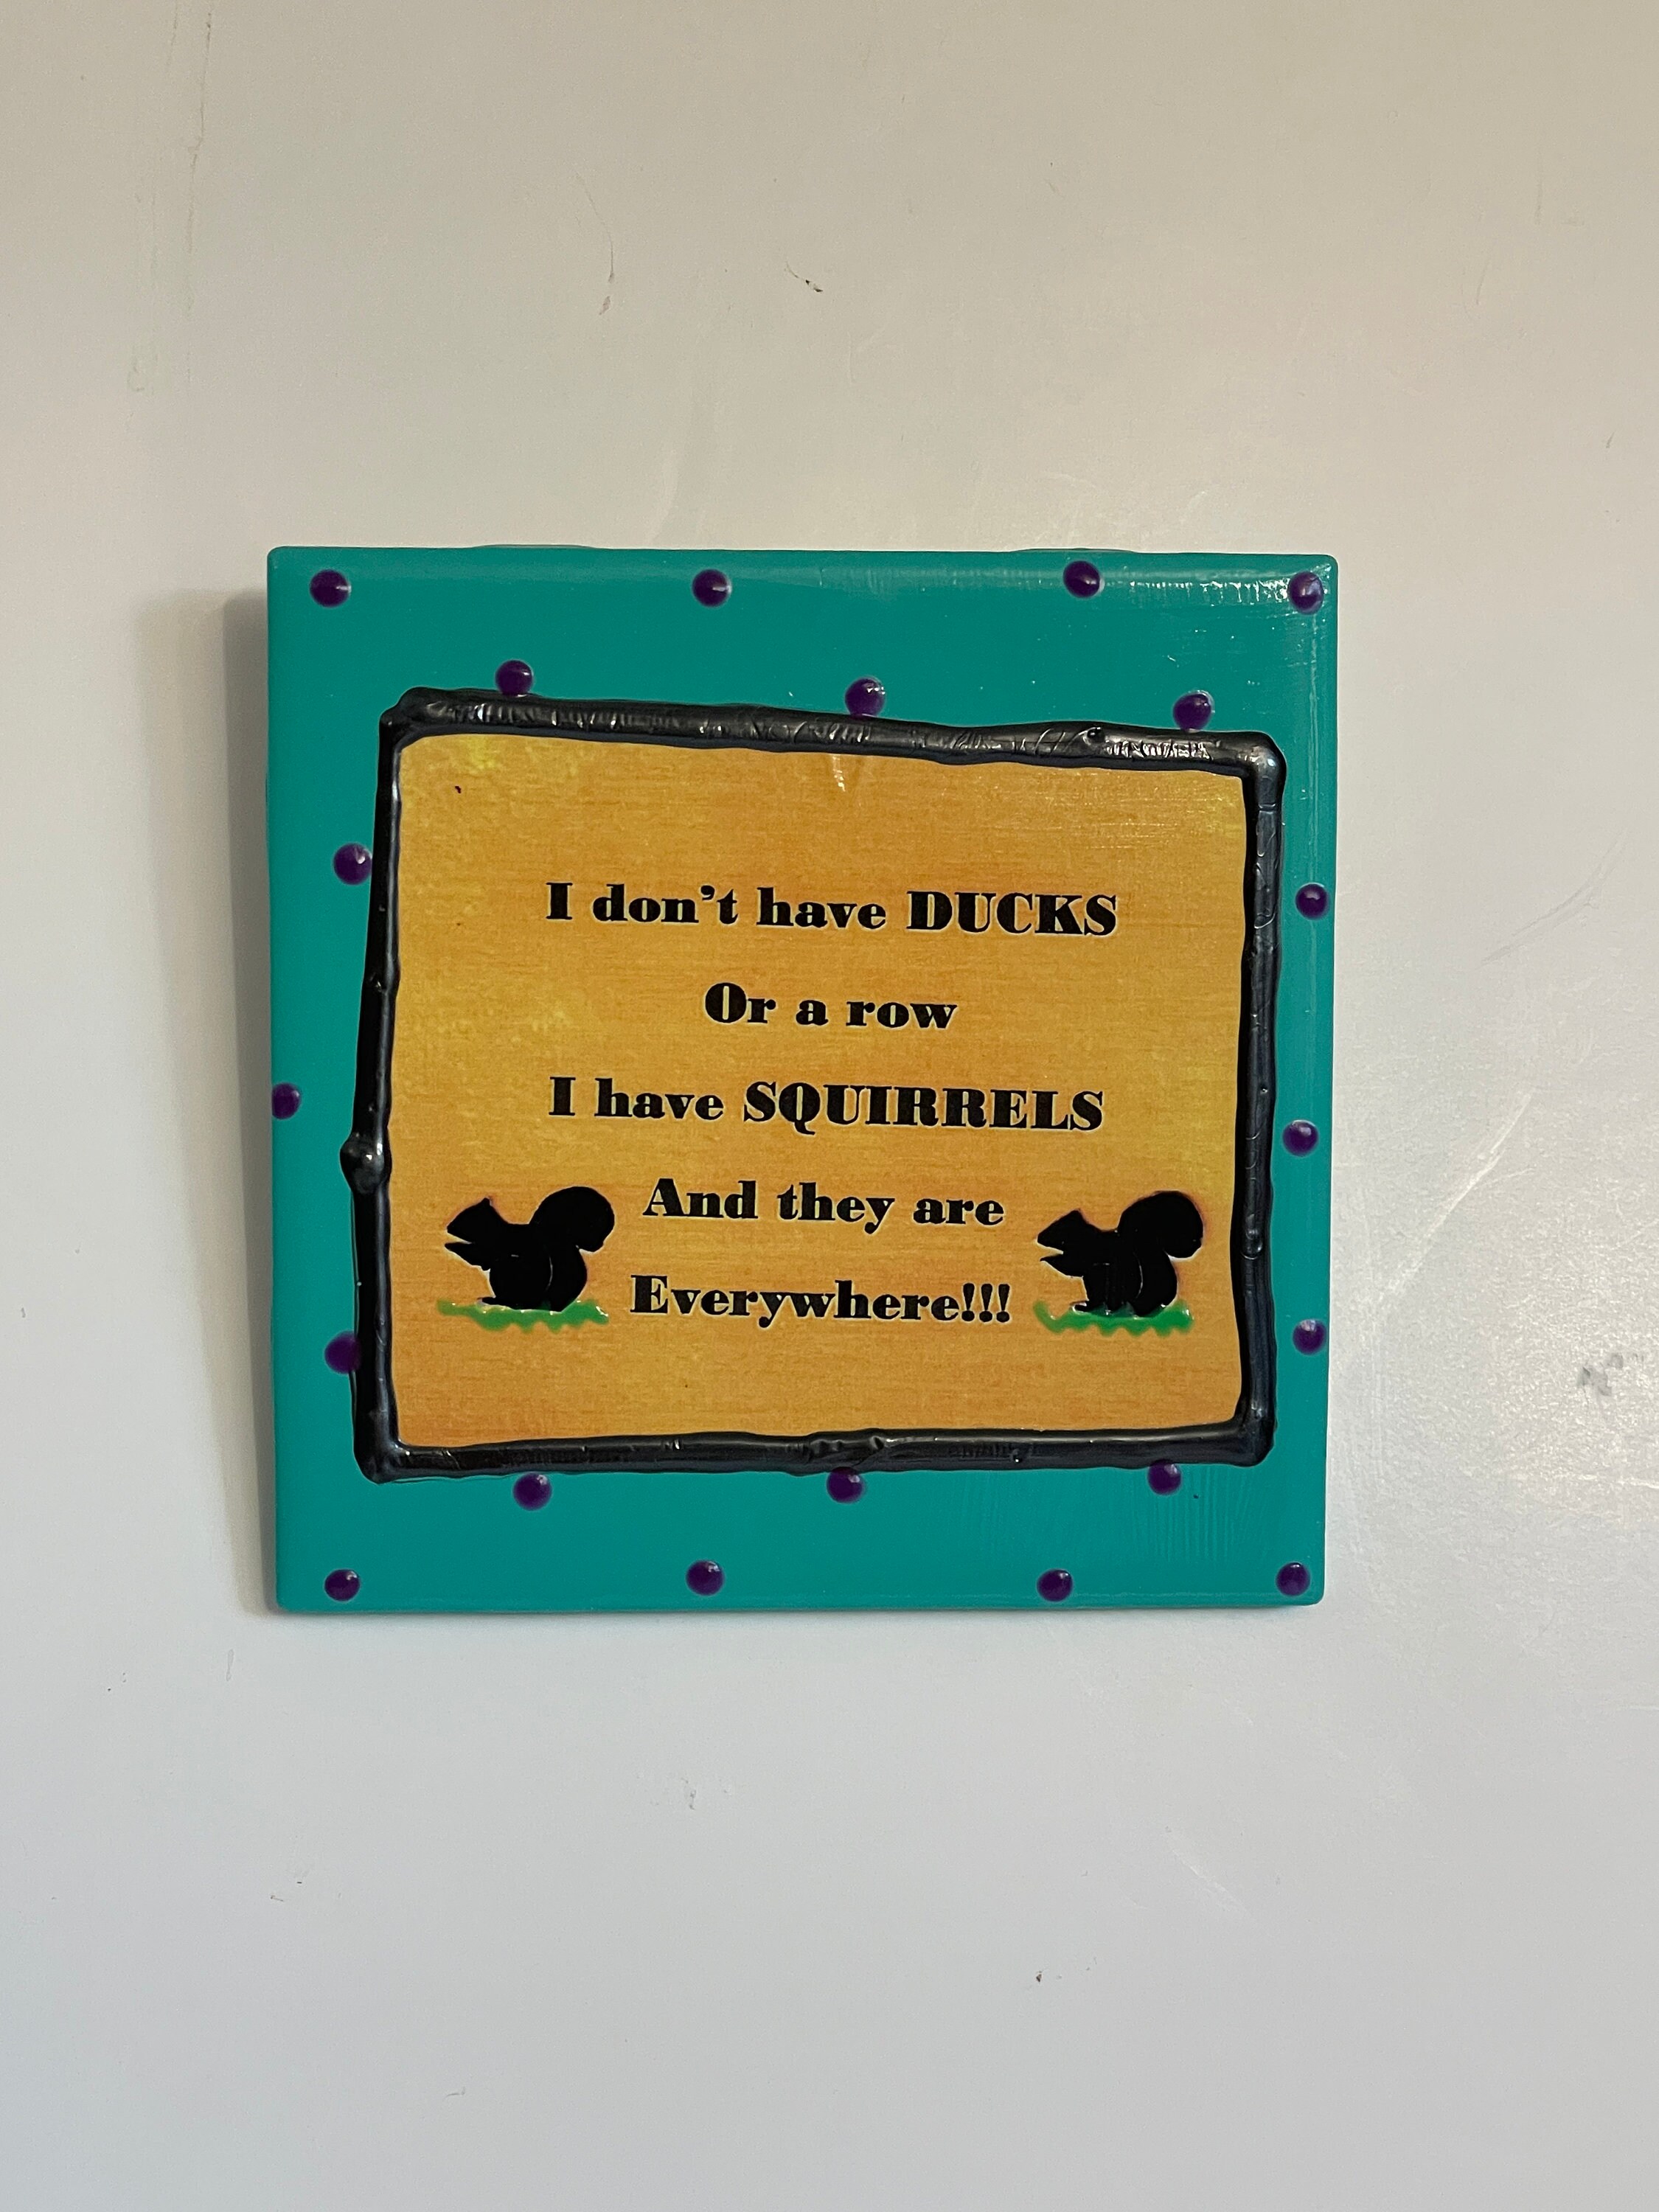 I don't have DUCKS
Or a row
I have SQUIRRELS
And they are
Everywhere!!!